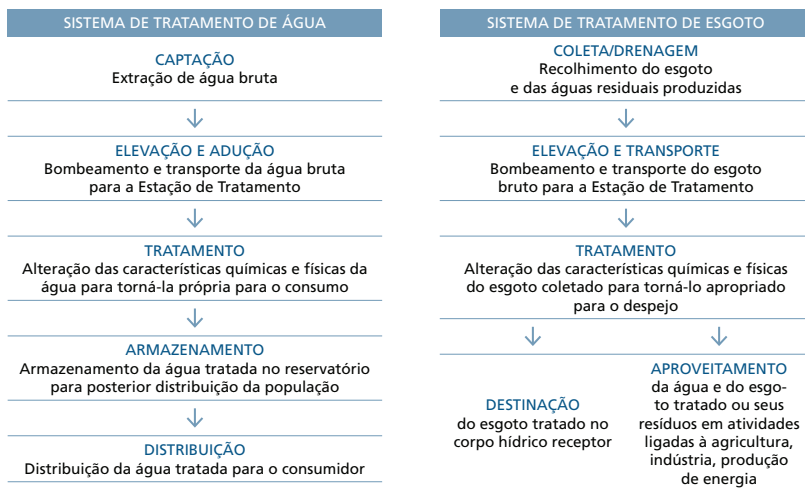 SISTEMA DE TRATAMENTO DE ÁGUA
CAPTAÇÃO
Extração de água bruta
ELEVAÇÃO E ADUÇÃO
Bombeamento e transporte da água bruta
para a Estação de Tratamento
TRATAMENTO
Alteração das características químicas e físicas da
água para torná-la própria para o consumo
ARMAZENAMENTO
Armazenamento da água tratada no reservatório
para posterior distribuição da população
DISTRIBUIÇÃO
Distribuição da água tratada para o consumidor
SISTEMA DE TRATAMENTO DE ESGOTO
COLETA/DRENAGEM
Recolhimento do esgoto
e das águas residuais produzidas
ELEVAÇÃO E TRANSPORTE
Bombeamento e transporte do esgoto
bruto para a Estação de Tratamento
TRATAMENTO
Alteração das características químicas e físicas
do esgoto coletado para torná-lo apropriado
para o despejo
DESTINAÇÃO
do esgoto tratado no
corpo hídrico receptor
APROVEITAMENTO
da água e do esgo-
to tratado ou seus
resíduos em atividades
ligadas à agricultura,
indústria, produção
de energia